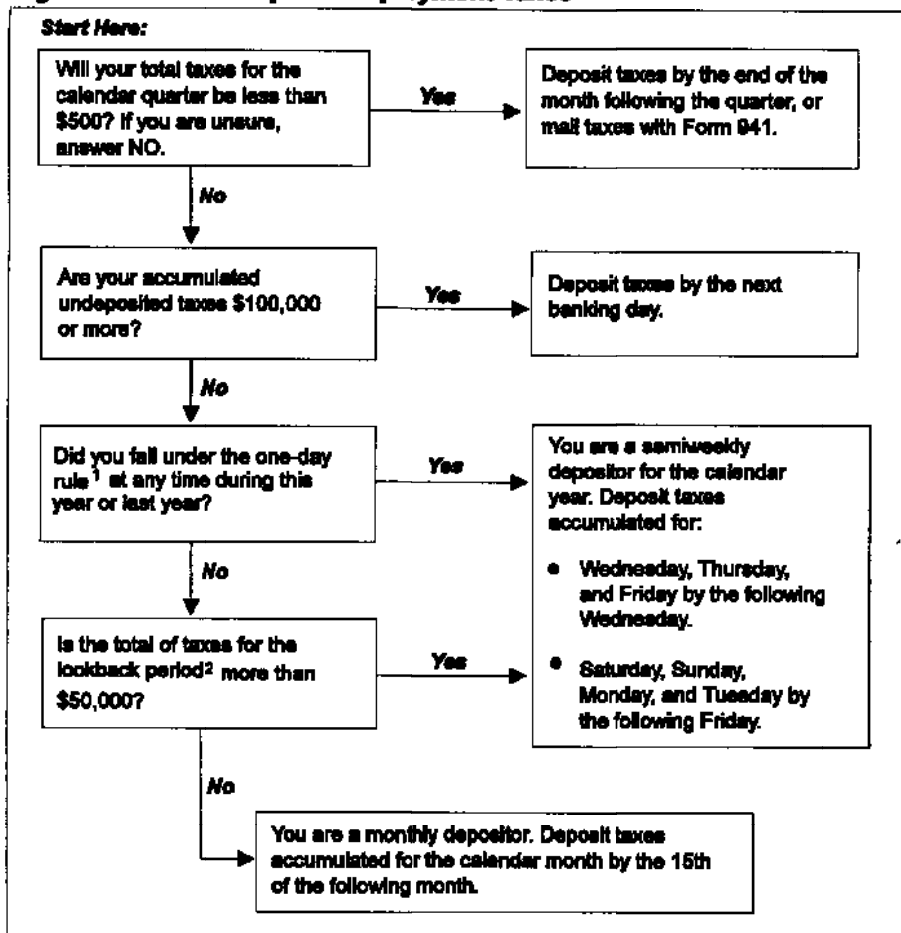 Start Here:
Will your total taxes for the
calendar quarter be less than
$500? If you are unsure,
answer NO.
Yes
Deposit taxes by the end of the
month following the quarter, or
mail taxes with Form 941.
No
Are your accumulated
undeposited taxes $100,000
or more?
Yes
Deposit taxes by the next
banking day.
No
Did you fall under the one-day
rule1 at any time during this
year or last year?
Yes
You are a semiweekly
depositor for the calendar
year. Deposit taxes
accumulated for:
• Wednesday, Thursday,
and Friday by the following
Wednesday.
• Saturday, Sunday,
Monday, and Tuesday by
the following Friday.
No
Is the total of taxes for the
lookback period2 more than
$50,000?
Yes
No
You are a monthly depositor. Deposit taxes
accumulated for the calendar month by the 15th
of the following month.